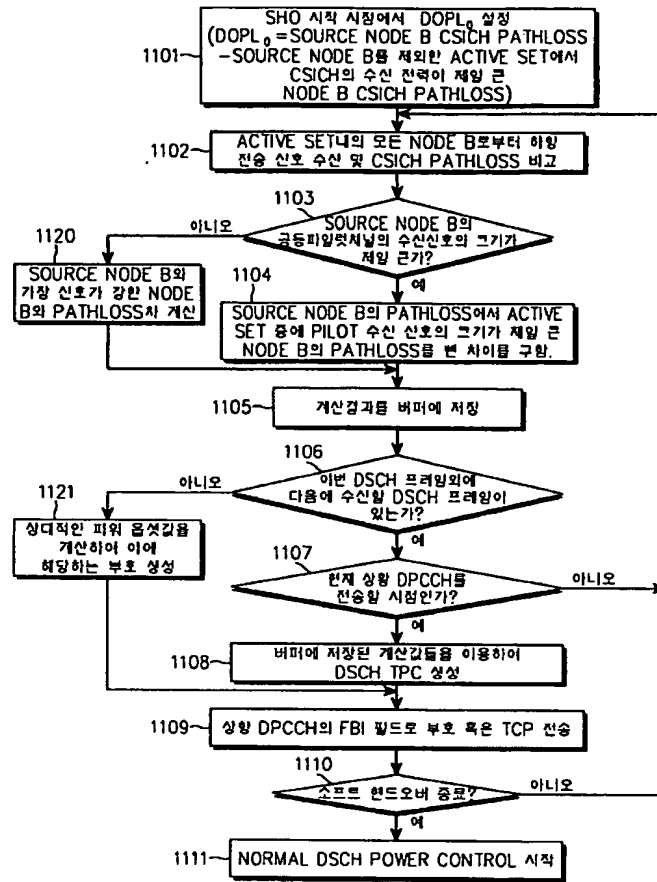 SHO 시작 시점에서 DOPL₀ 설정
(DOPL₀=SOURCE NODE B CSICH PATHLOSS
-SOURCE NODE B를 제외한 ACTIVE SET에서
CSICH의 수신 전력이 제일 큰
NODE B CSICH PATHLOSS)
1101
ACTIVE SET내의 모든 NODE B로부터 하향
전송 신호 수신 및 CSICH PATHLOSS 비고
1102
1103
SOURCE NODE B의
공통파일럿채널의 수신신호의 크기가
제일 큰가?
아니오
예
1120
SOURCE NODE B와
가장 신호가 강한 NODE
B의 PATHLOSS차 계산
1104
SOURCE NODE B의 PATHLOSS에서 ACTIVE
SET 중에 PILOT 수신 신호의 크기가 제일 큰
NODE B의 PATHLOSS를 뺀 차이를 구함.
1105
계산결과를 버퍼에 저장
1106
이번 DSCH 프레임외에
다음에 수신할 DSCH 프레임이
있는가?
아니오
예
1121
상대적인 파워 옵셋값을
계산하여 이에
해당하는 부호 생성
1107
현재 상향 DPCCH를
전송할 시점인가?
아니오
예
1108
버퍼에 저장된 계산값들을 이용하여
DSCH TPC 생성
1109
상향 DPCCH의 FBI 필드로 부호 혹은 TCP 전송
1110
소프트 핸드오버 종료?
아니오
예
1111
NORMAL DSCH POWER CONTROL 시작